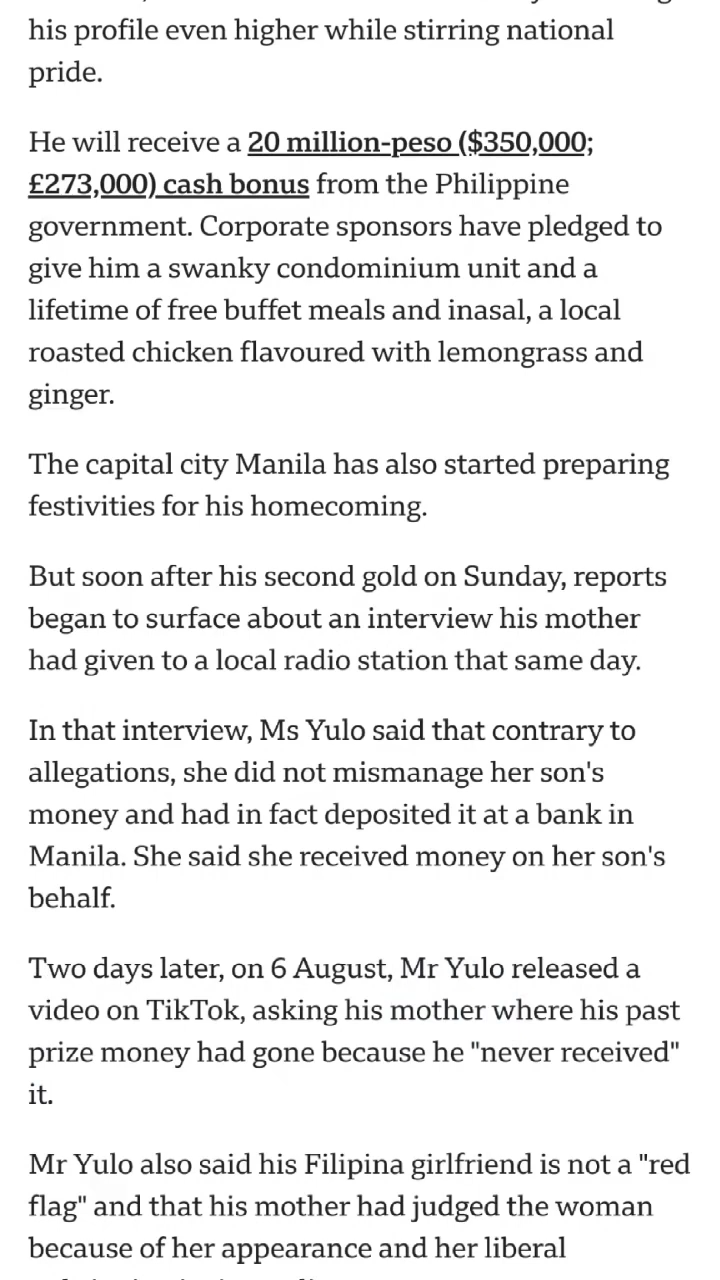 his profile even higher while stirring national
pride.
He will receive a 20 million-peso ($350,000;
£273,000) cash bonus from the Philippine
government. Corporate sponsors have pledged to
give him a swanky condominium unit and a
lifetime of free buffet meals and inasal, a local
roasted chicken flavoured with lemongrass and
ginger.
The capital city Manila has also started preparing
festivities for his homecoming.
But soon after his second gold on Sunday, reports
began to surface about an interview his mother
had given to a local radio station that same day.
In that interview, Ms Yulo said that contrary to
allegations, she did not mismanage her son's
money and had in fact deposited it at a bank in
Manila. She said she received money on her son's
behalf.
Two days later, on 6 August, Mr Yulo released a
video on TikTok, asking his mother where his past
prize money had gone because he "never received"
it.
Mr Yulo also said his Filipina girlfriend is not a "red
flag" and that his mother had judged the woman
because of her appearance and her liberal